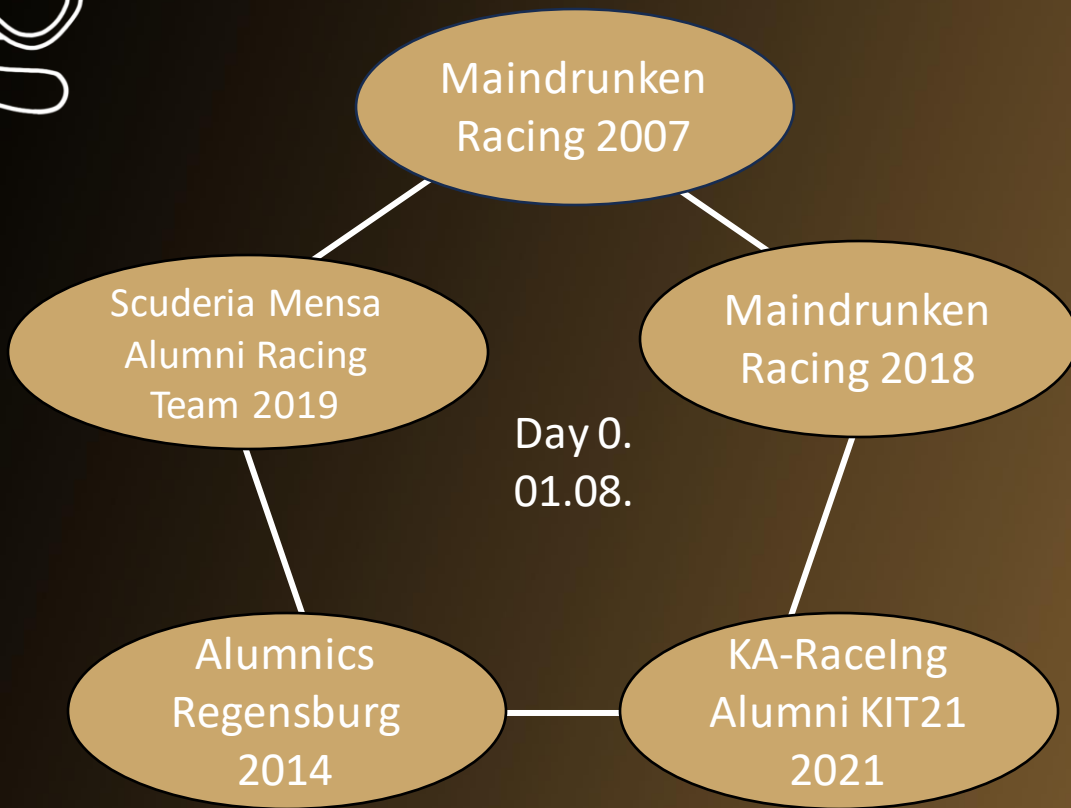 Maindrunken
Racing 2007
Scuderia Mensa
Alumni Racing
Team 2019
Maindrunken
Racing 2018
Day 0.
01.08.
Alumnics
Regensburg
2014
KA-RaceIng
Alumni KIT21
2021